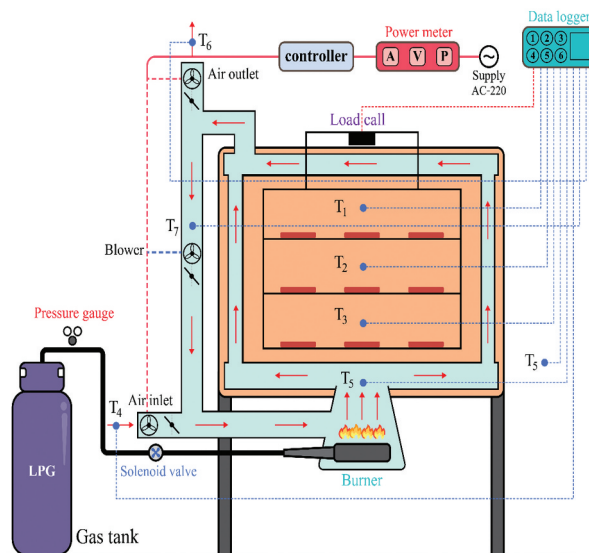 T6
Air outlet
controller
Power meter
A V P
Supply
AC-220
Data logger
1 2 3
4 5 6
Load call
T1
T7
Blower
T2
Pressure gauge
T3
T5
T5
Air inlet
T4
LPG
Solenoid valve
Burner
Gas tank